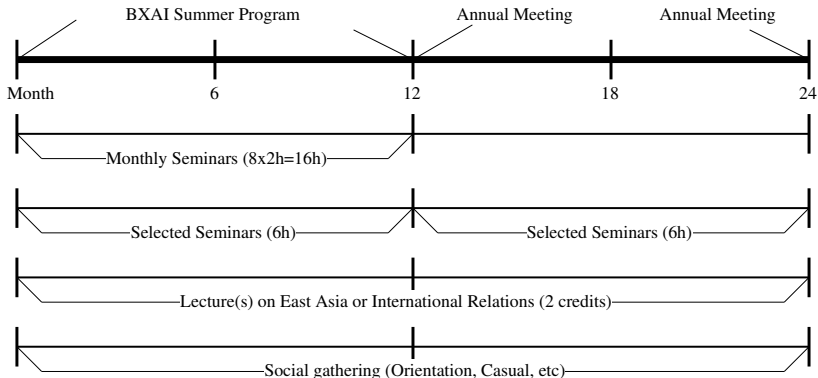 BXAI Summer Program Annual Meeting Annual Meeting
Month 6 12 18 24
Monthly Seminars (8x2h=16h)
Selected Seminars (6h) Selected Seminars (6h)
Lecture(s) on East Asia or International Relations (2 credits)
Social gathering (Orientation, Casual, etc)